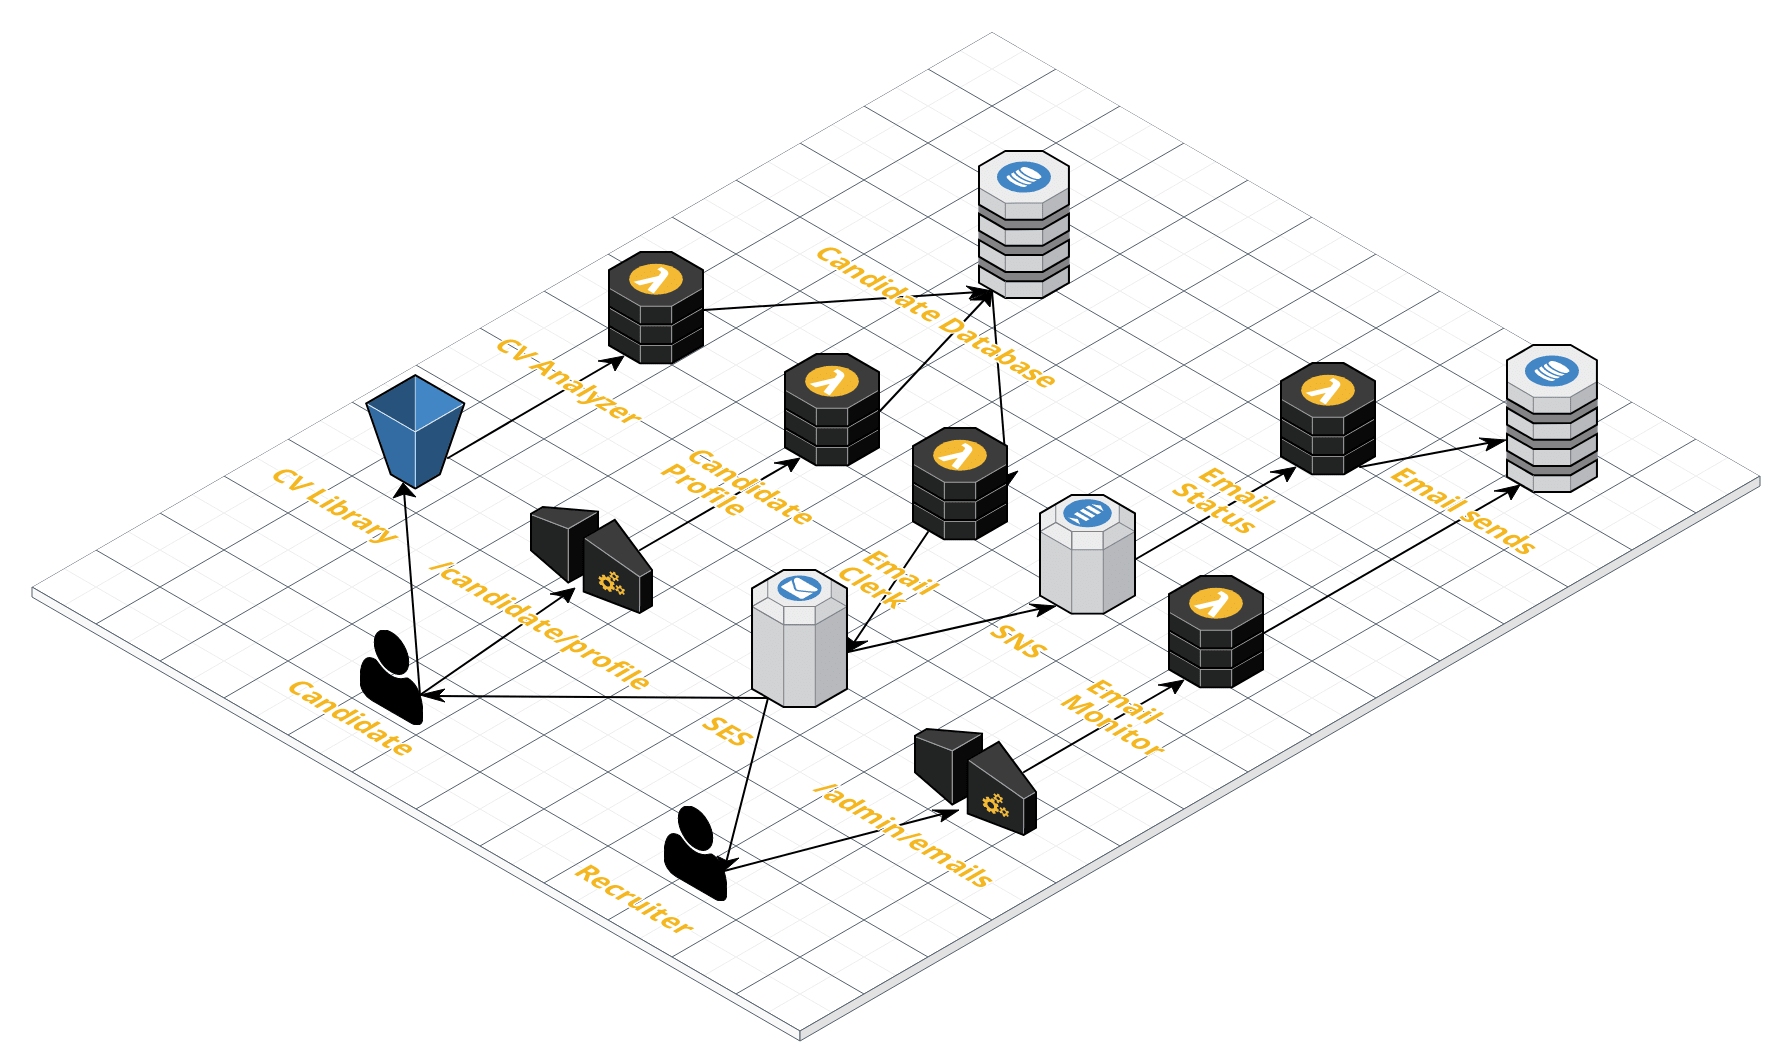 Candidate Database
CV Analyzer
Candidate
Profile
CV Library
Email
Status
Email sends
/candidate/profile
Email
Clerk
SNS
Candidate
SES
Email
Monitor
/admin/emails
Recruiter